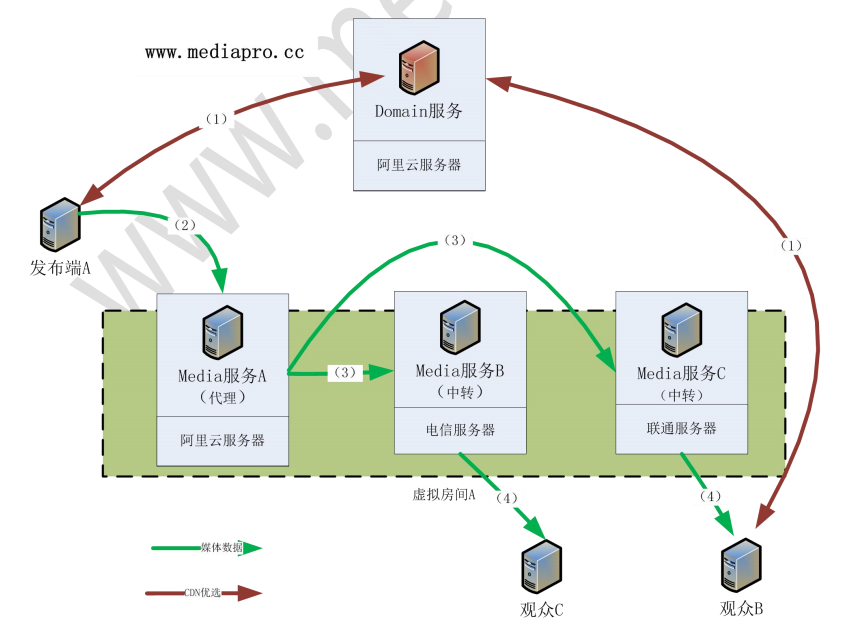 www.mediapro.cc
Domain服务
阿里云服务器
(1)
(1)
发布端A
(2)
(3)
(3)
Media服务A
(代理)
阿里云服务器
Media服务B
(中转)
电信服务器
Media服务C
(中转)
联通服务器
虚拟房间A
(4)
(4)
媒体数据
CDN优选
观众C
观众B